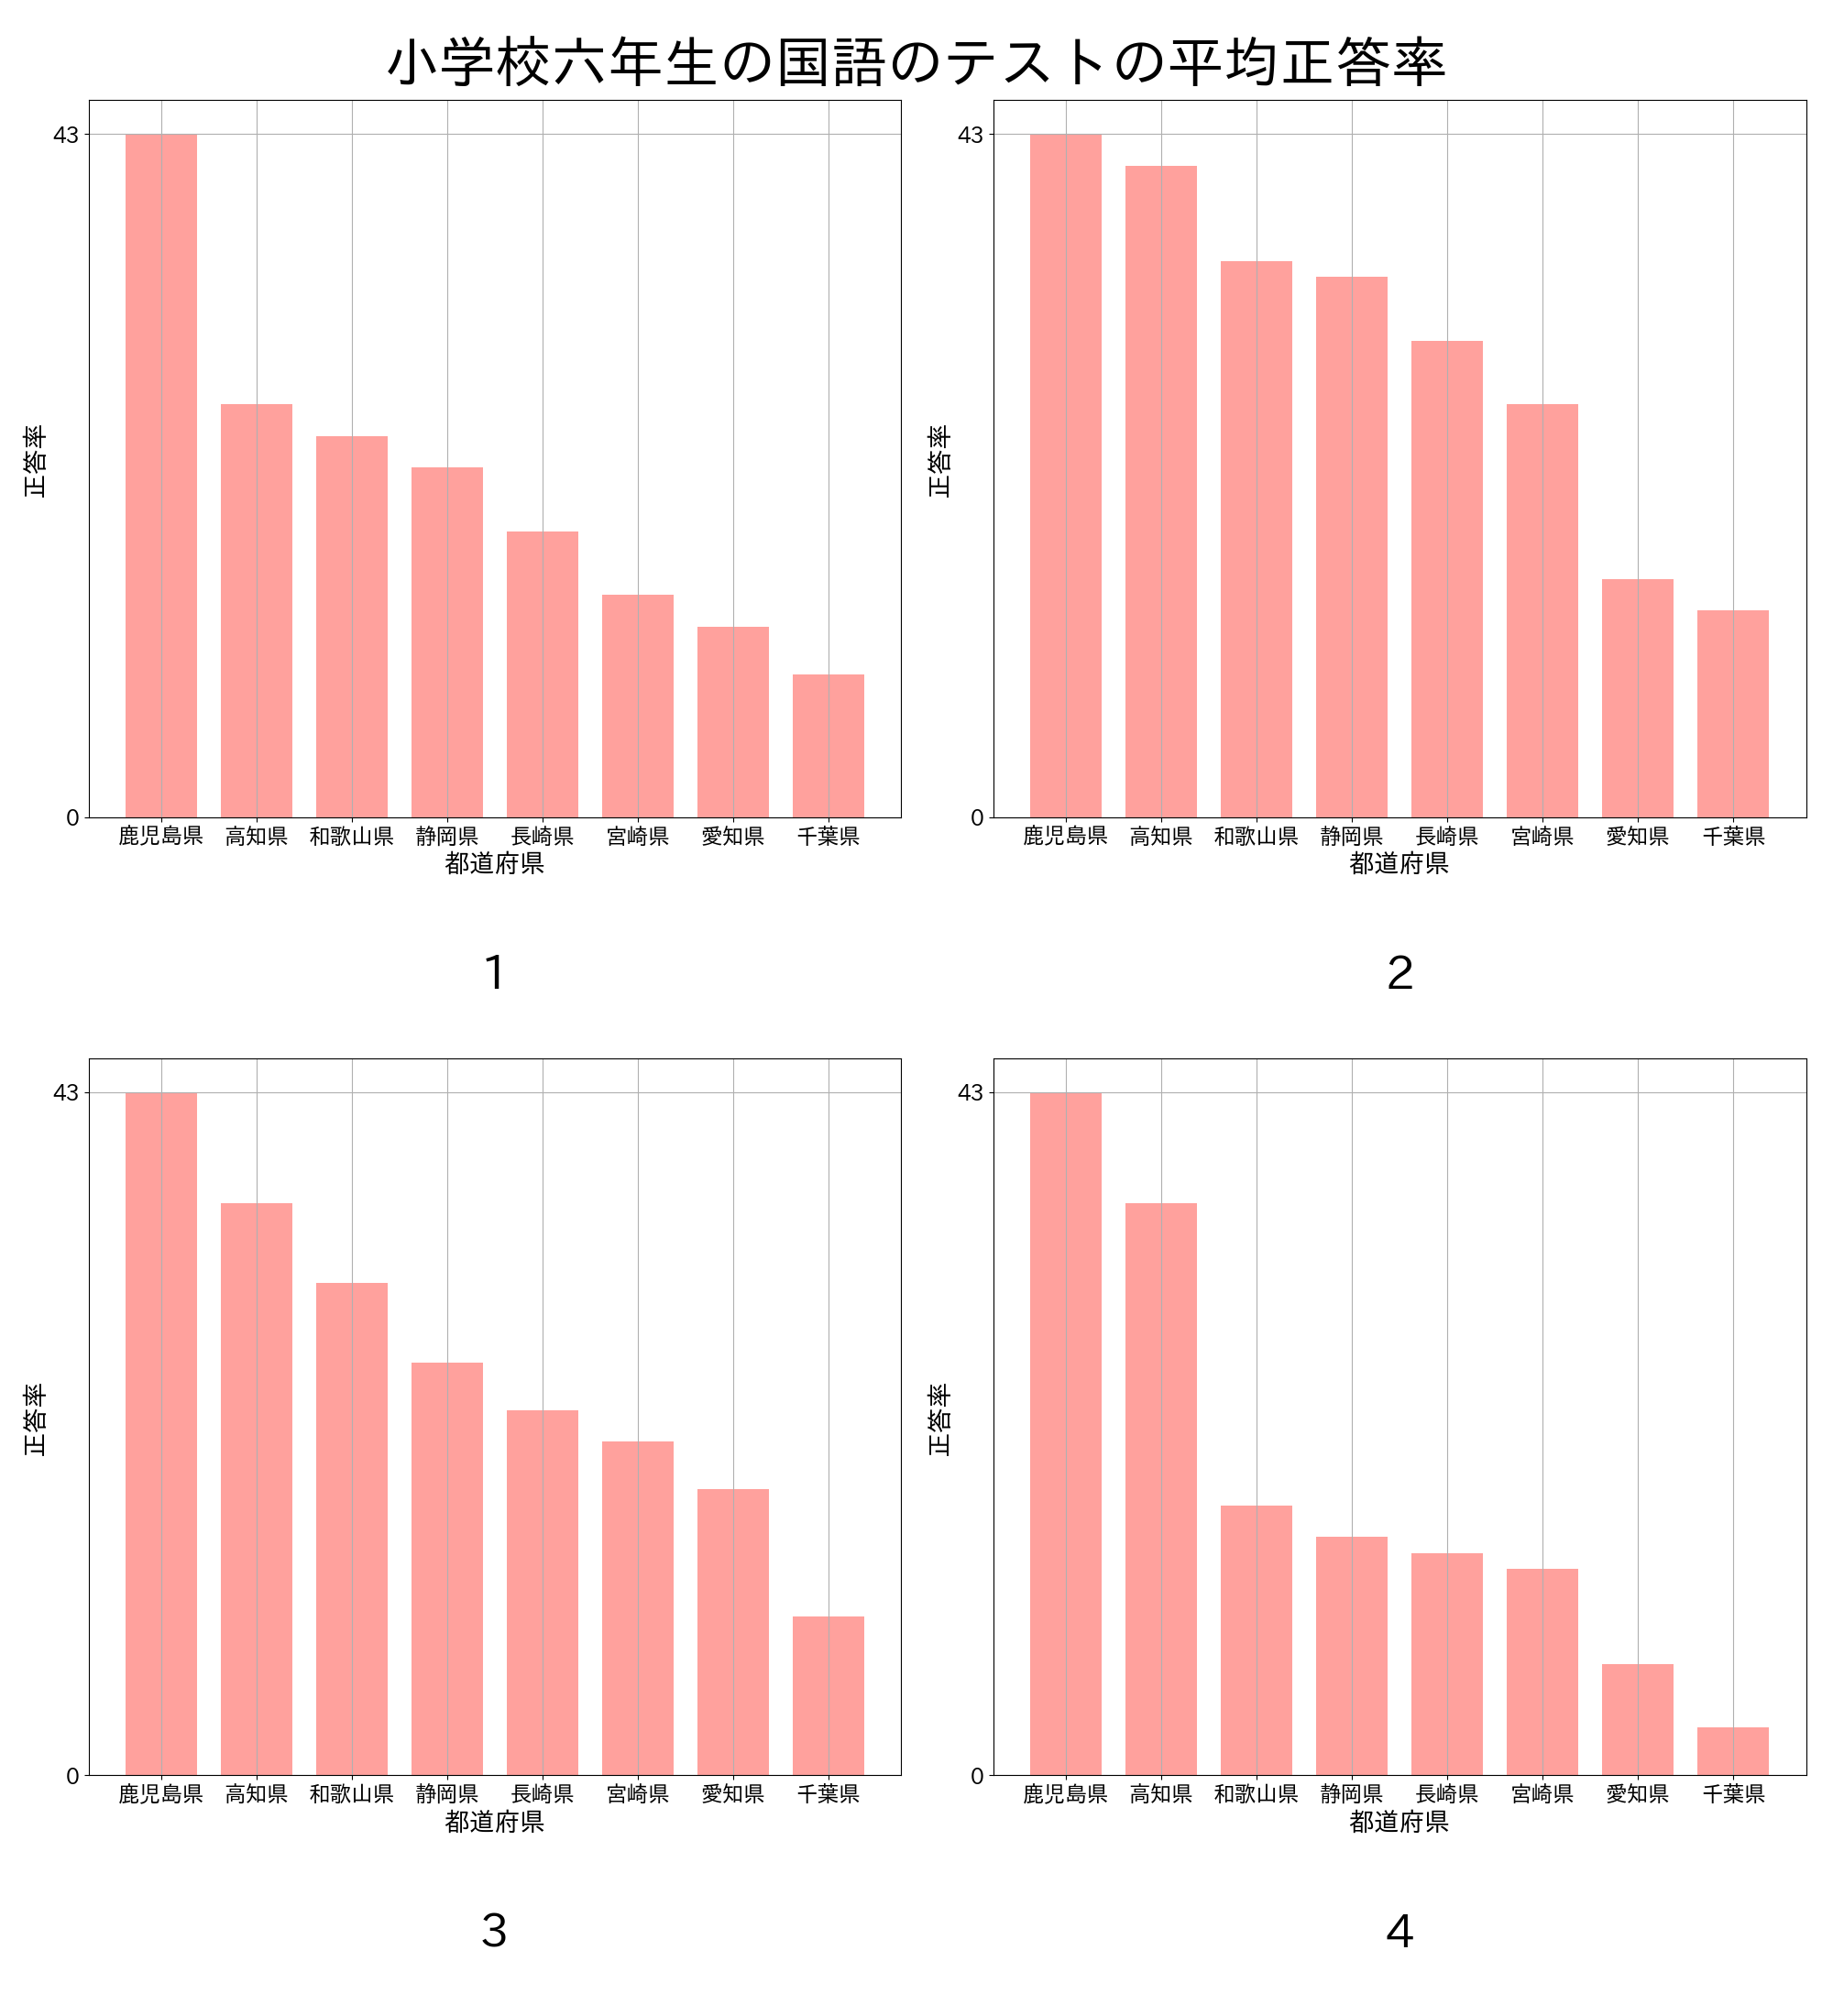 小学校六年生の国語のテストの平均正答率
43
0
正答率
鹿児島県 高知県 和歌山県 静岡県 長崎県 宮崎県 愛知県 千葉県
都道府県
1
43
0
正答率
鹿児島県 高知県 和歌山県 静岡県 長崎県 宮崎県 愛知県 千葉県
都道府県
2
43
0
正答率
鹿児島県 高知県 和歌山県 静岡県 長崎県 宮崎県 愛知県 千葉県
都道府県
3
43
0
正答率
鹿児島県 高知県 和歌山県 静岡県 長崎県 宮崎県 愛知県 千葉県
都道府県
4